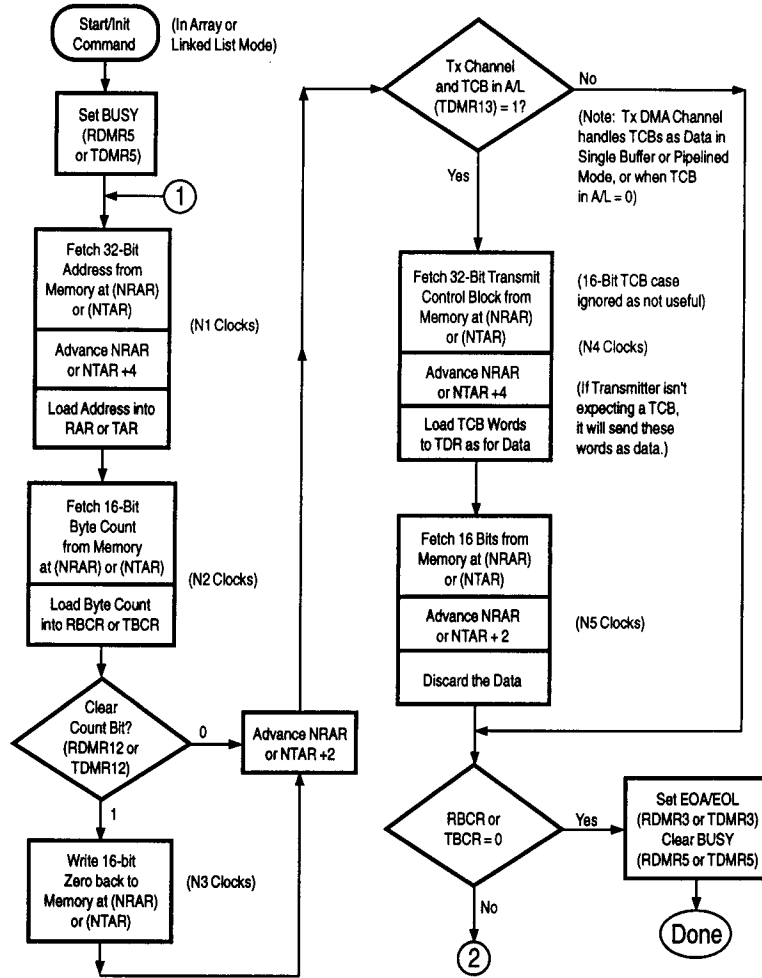 Start/Init
Command
(In Array or
Linked List Mode)
Set BUSY
(RDMR5
or TDMR5)
1
Fetch 32-Bit
Address from
Memory at (NRAR)
or (NTAR)
(N1 Clocks)
Advance NRAR
or NTAR +4
Load Address into
RAR or TAR
Fetch 16-Bit
Byte Count
from Memory
at (NRAR) or (NTAR)
(N2 Clocks)
Load Byte Count
into RBCR or TBCR
Clear
Count Bit?
(RDMR12 or
TDMR12)
0
Advance NRAR
or NTAR +2
1
Write 16-bit
Zero back to
Memory at (NRAR)
or (NTAR)
(N3 Clocks)
Tx Channel
and TCB in A/L
(TDMR13) = 1?
No
(Note: Tx DMA Channel
handles TCBs as Data in
Single Buffer or Pipelined
Mode, or when TCB
in A/L = 0)
Yes
Fetch 32-Bit Transmit
Control Block from
Memory at (NRAR)
or (NTAR)
(16-Bit TCB case
ignored as not useful)
(N4 Clocks)
Advance NRAR
or NTAR+4
Load TCB Words
to TDR as for Data
(If Transmitter isn't
expecting a TCB,
it will send these
words as data.)
Fetch 16 Bits from
Memory at (NRAR)
or (NTAR)
Advance NRAR
or NTAR + 2
(N5 Clocks)
Discard the Data
RBCR or
TBCR = 0
Yes
Set EOA/EOL
(RDMR3 or TDMR3)
Clear BUSY
(RDMR5 or TDMR5)
Done
No
2